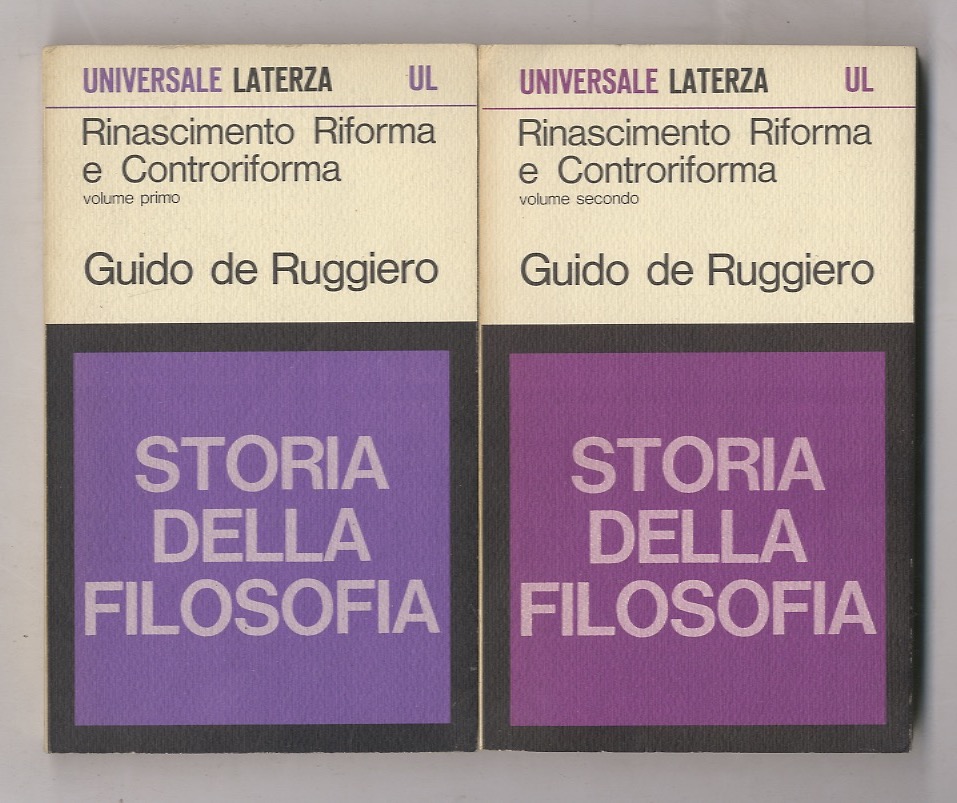 UNIVERSALE LATERZA UL
Rinascimento Riforma
e Controriforma
volume primo
Guido de Ruggiero
STORIA
DELLA
FILOSOFIA
UNIVERSALE LATERZA UL
Rinascimento Riforma
e Controriforma
volume secondo
Guido de Ruggiero
STORIA
DELLA
FILOSOFIA